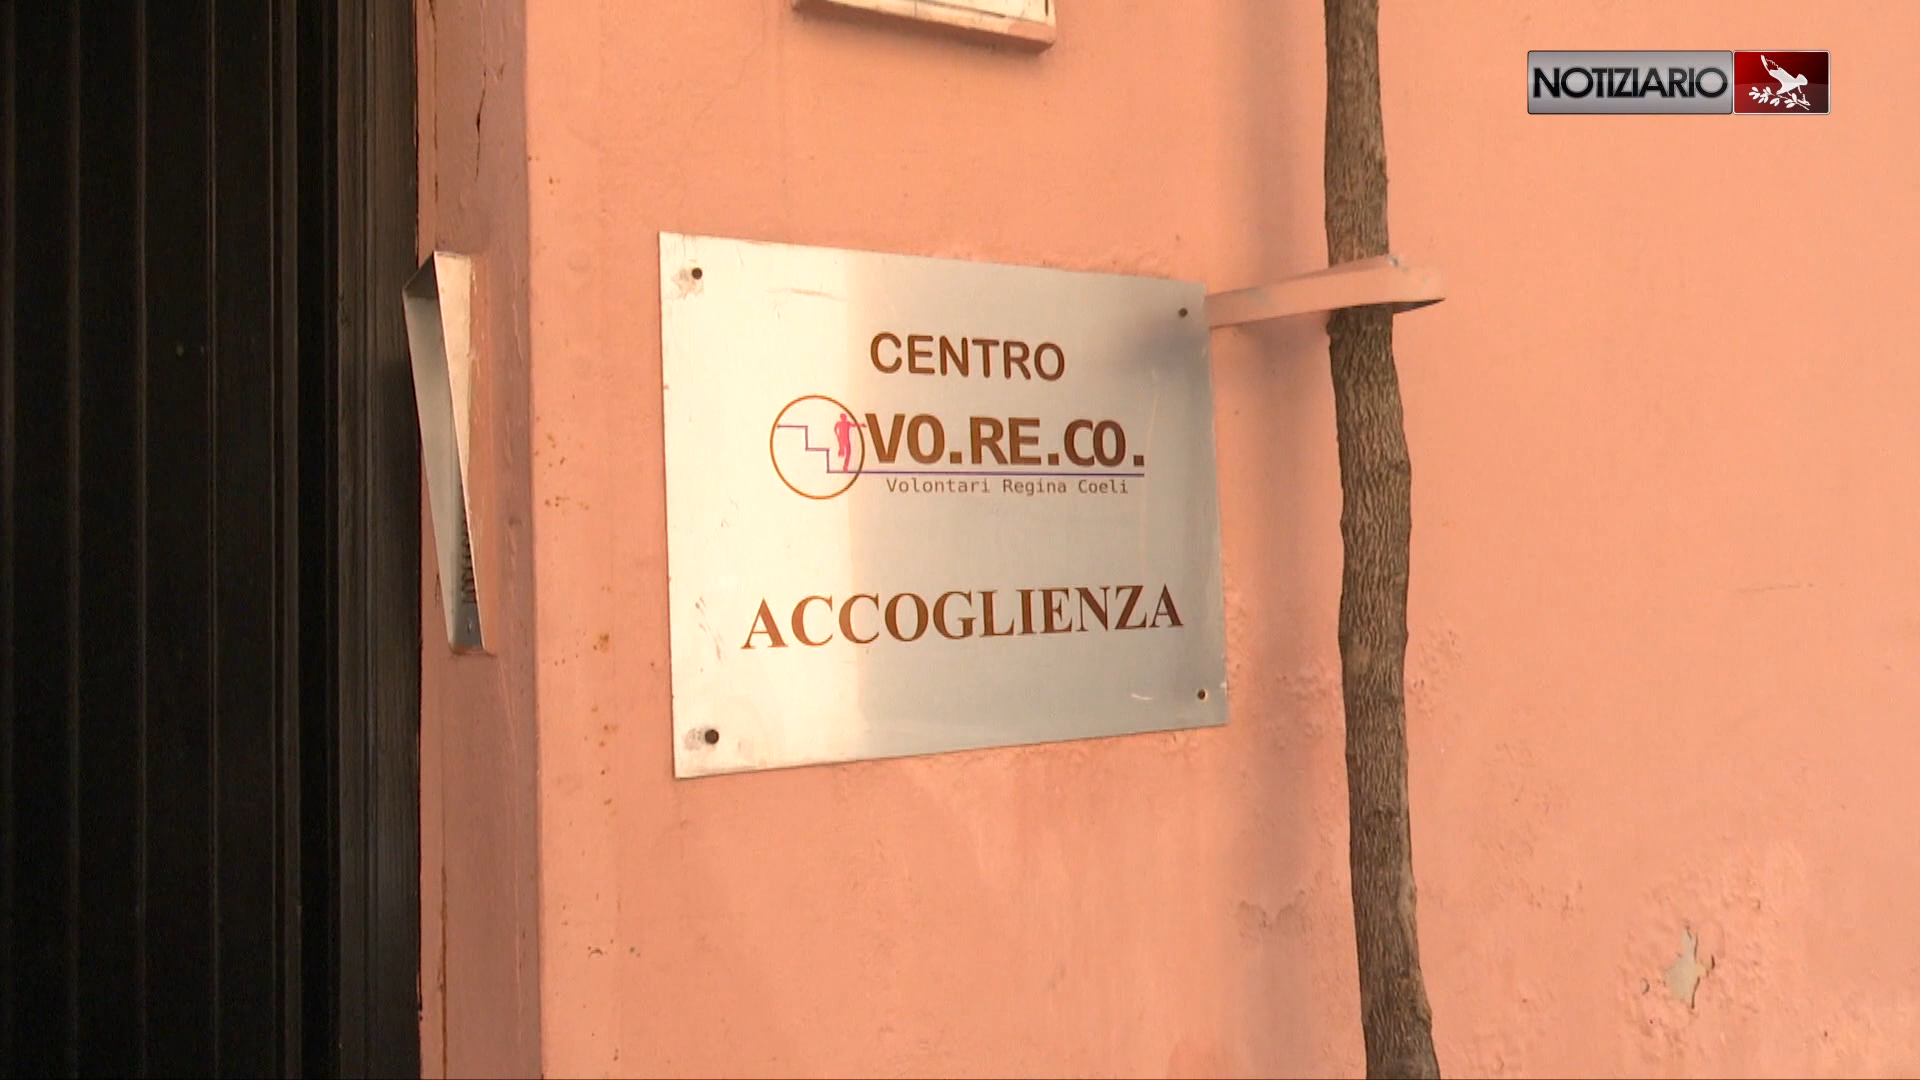 NOTIZIARIO
CENTRO
VO.RE.CO.
Volontari Regina Coeli
ACCOGLIENZA